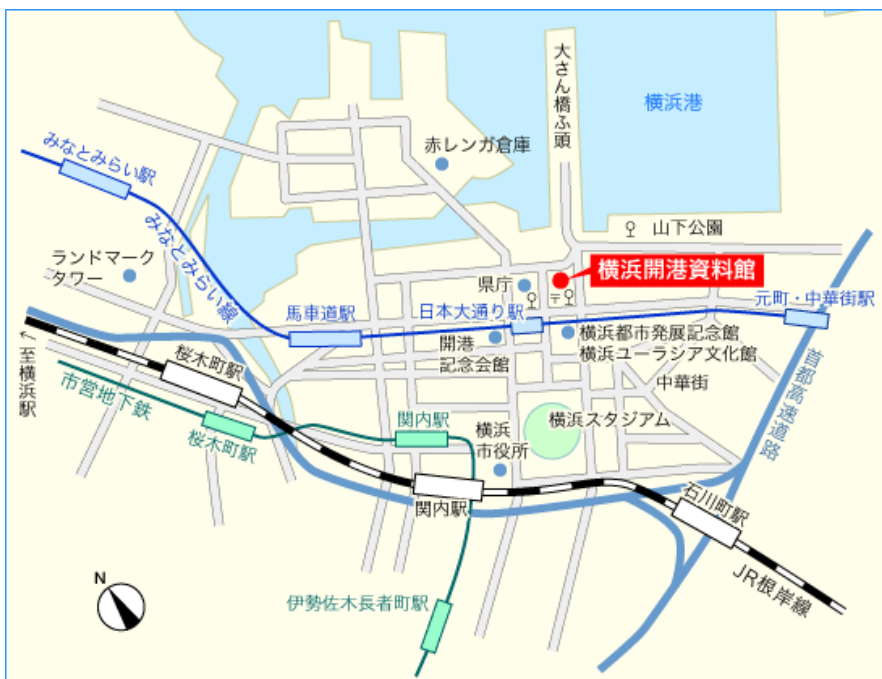 大さん橋ふ頭
横浜港
赤レンガ倉庫
みなとみらい駅
みなとみらい線
山下公園
ランドマーク
タワー
横浜開港資料館
県庁
〒
馬車道駅
日本大通り駅
元町・中華街駅
開港
記念会館
横浜都市発展記念館
横浜ユーラシア文化館
中華街
首都高速道路
←至横浜駅
桜木町駅
市営地下鉄
桜木町駅
関内駅
横浜
市役所
横浜スタジアム
関内駅
石川町駅
JR根岸線
伊勢佐木長者町駅
N